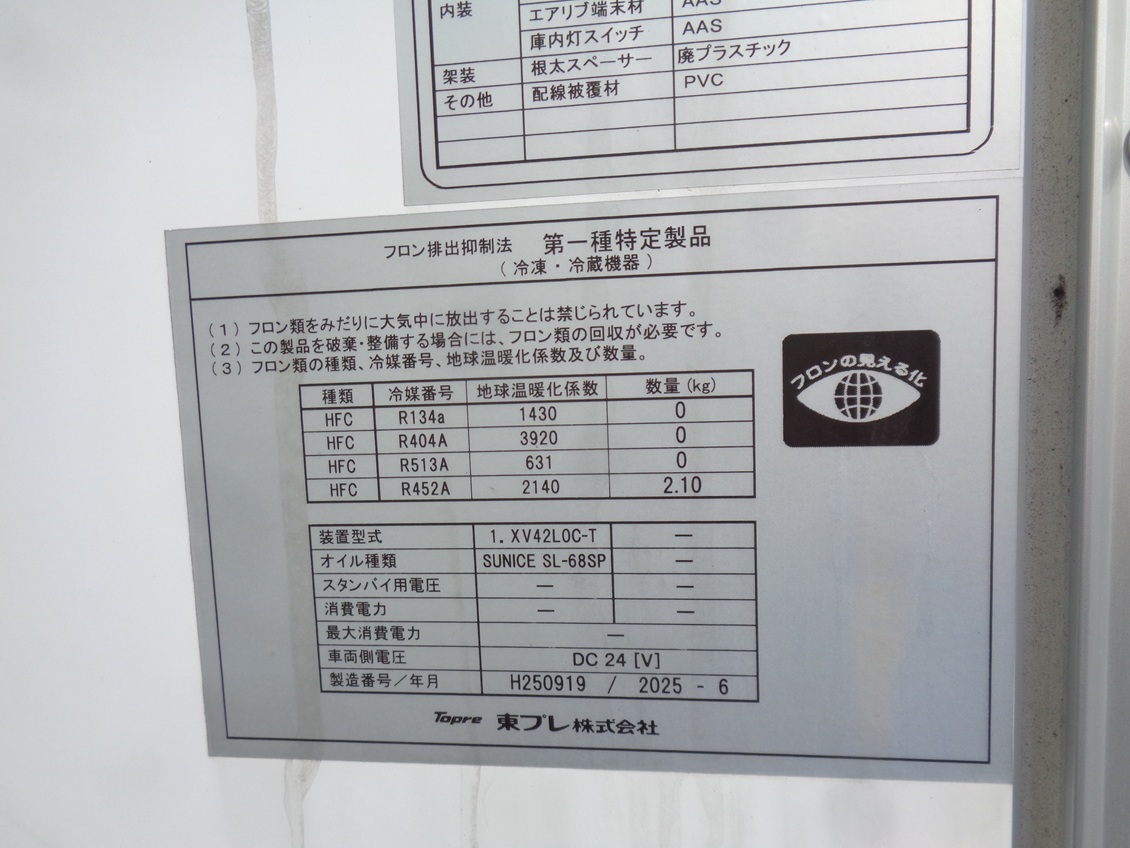 内装 エアリブ端末材 AAS
庫内灯スイッチ AAS
架装 根太スペーサー 廃プラスチック
その他 配線被覆材 PVC
フロン排出抑制法 第一種特定製品
(冷凍・冷蔵機器)
(1) フロン類をみだりに大気中に放出することは禁じられています。
(2) この製品を破棄・整備する場合には、フロン類の回収が必要です。
(3) フロン類の種類、冷媒番号、地球温暖化係数及び数量。
フロンの見える化
種類 冷媒番号 地球温暖化係数 数量(kg)
HFC R134a 1430 0
HFC R404A 3920 0
HFC R513A 631 0
HFC R452A 2140 2.10
装置型式 1. XV42LOC-T —
オイル種類 SUNICE SL-68SP —
スタンバイ用電圧 — —
消費電力 — —
最大消費電力 —
車両側電圧 DC 24 [V]
製造番号/年月 H250919 / 2025 - 6
Topre 東プレ株式会社